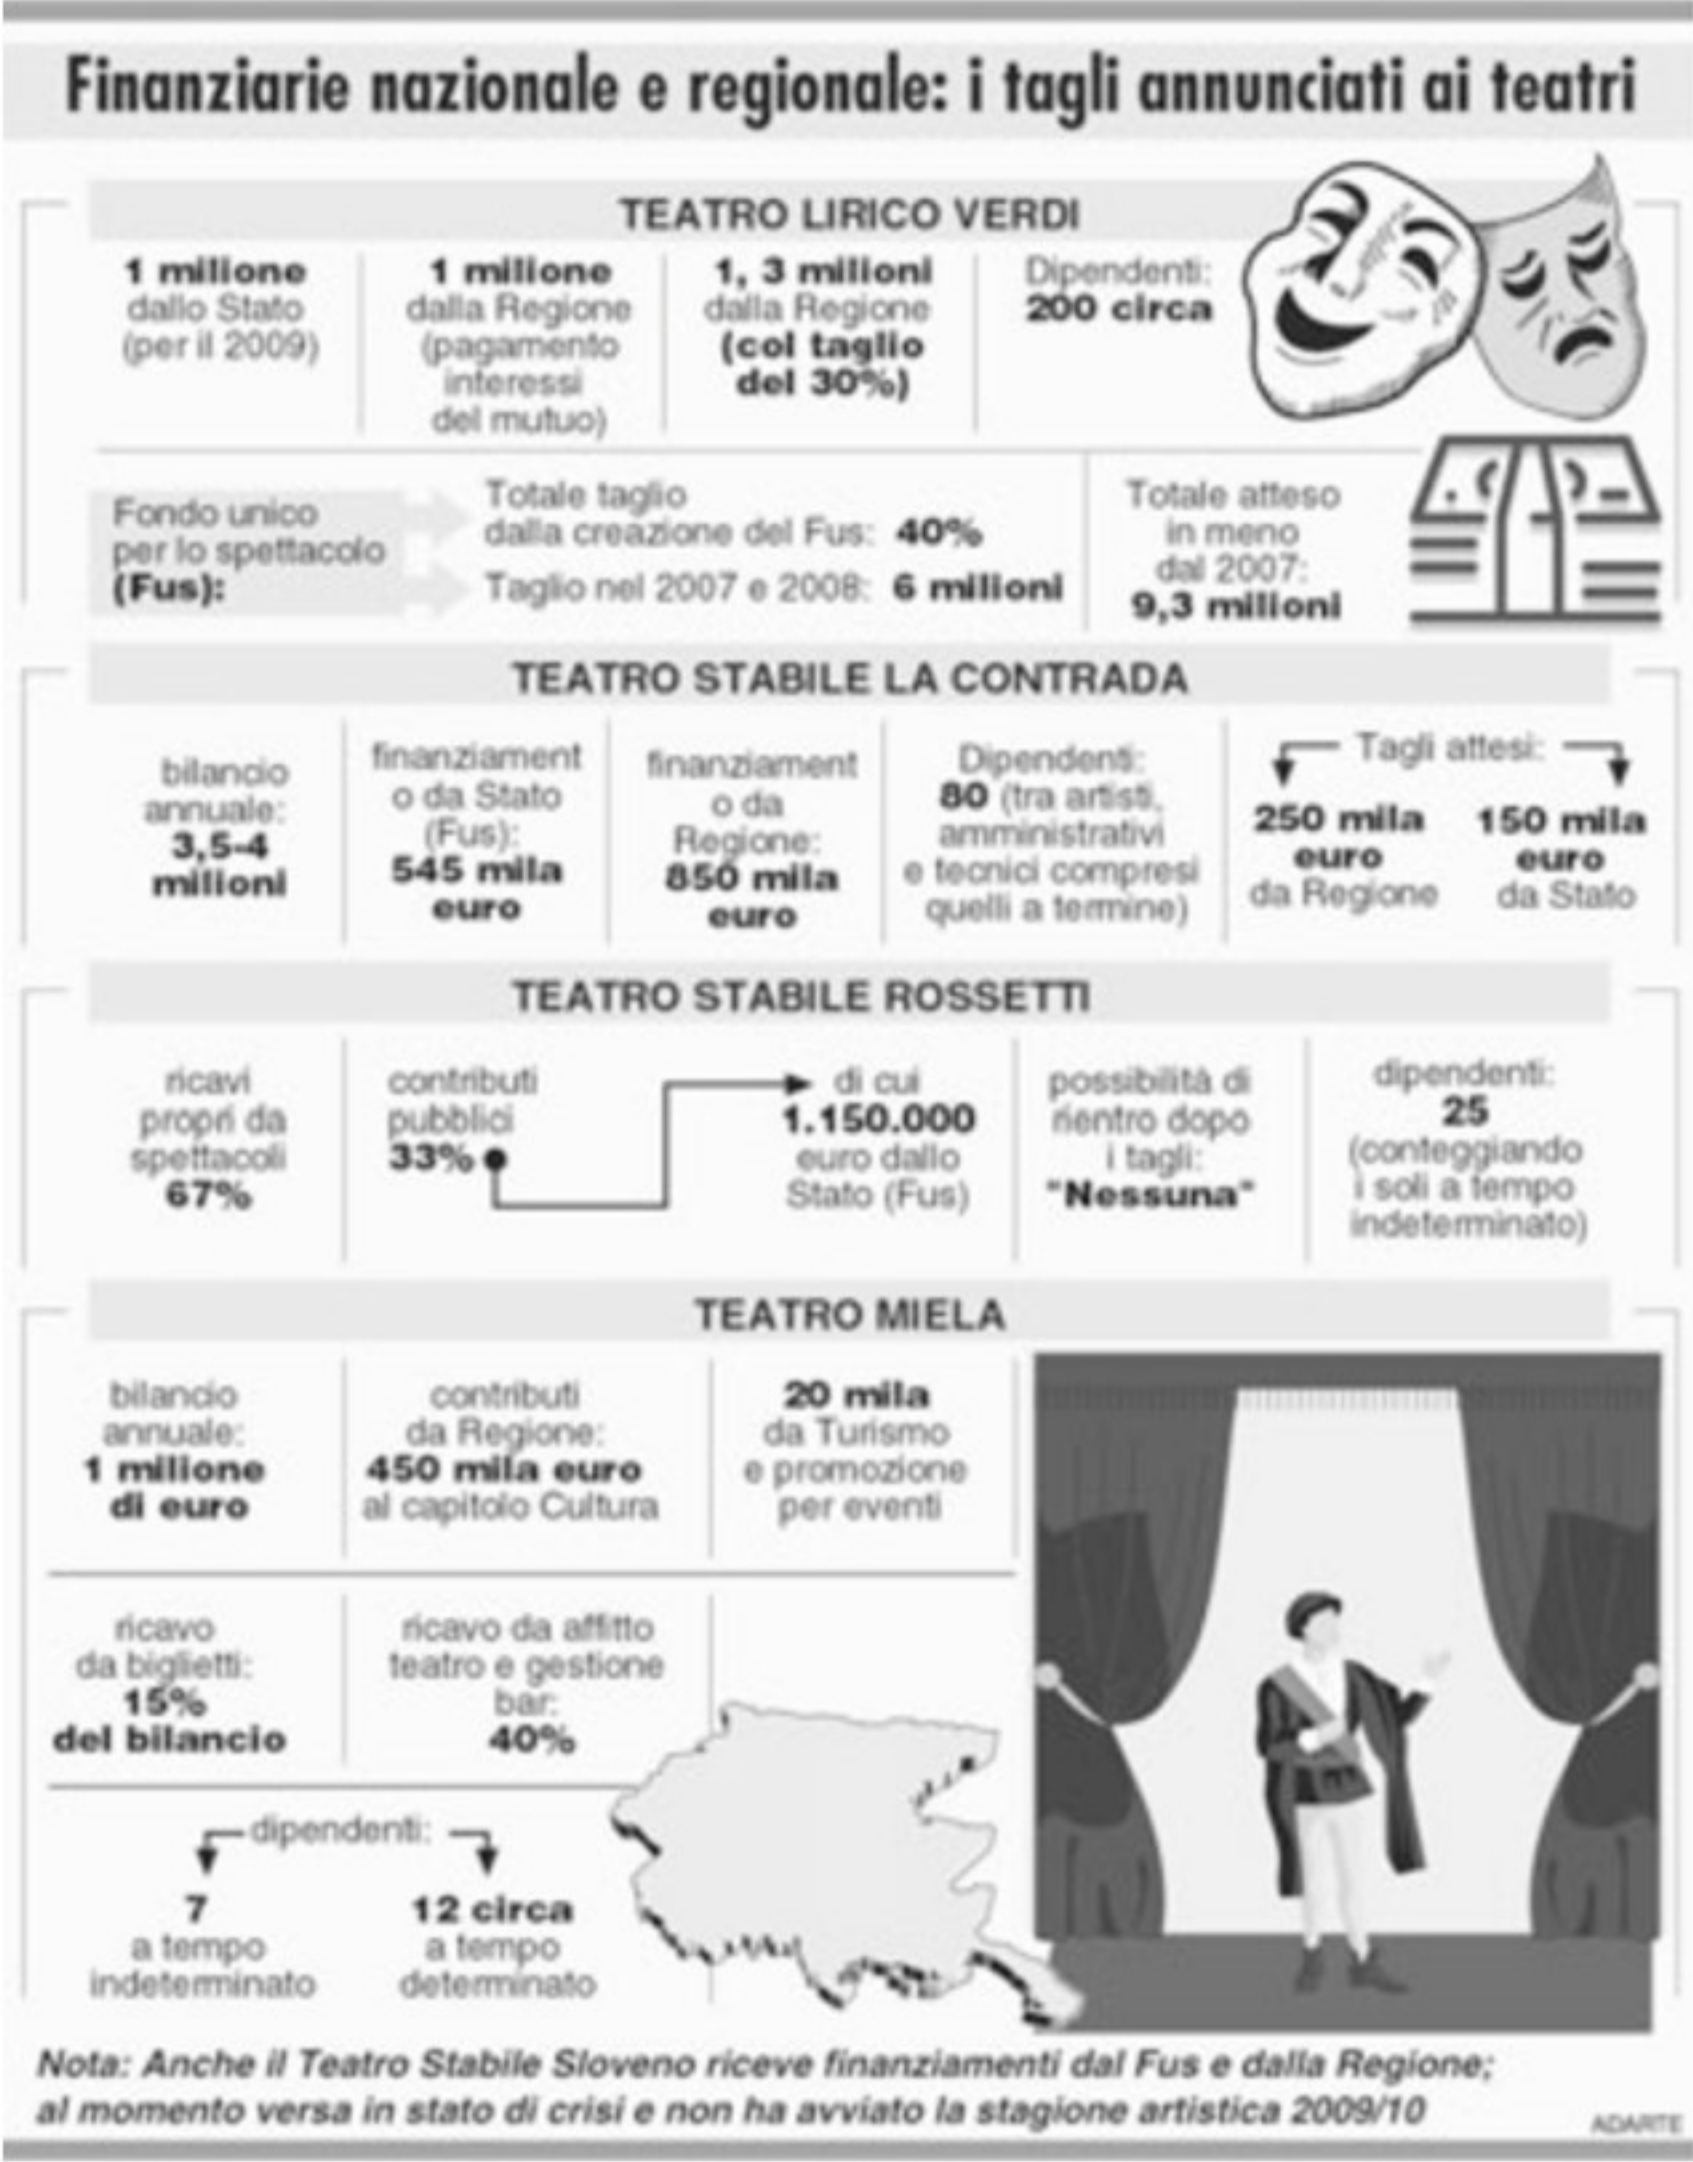 Finanziarie nazionale e regionale: i tagli annunciati ai teatri
TEATRO LIRICO VERDI
1 milione
dallo Stato
(per il 2009)
1 milione
dalla Regione
(pagamento
interessi
del mutuo)
1, 3 milioni
dalla Regione
(col taglio
del 30%)
Dipendenti:
200 circa
Fondo unico
per lo spettacolo
(Fus):
Totale taglio
dalla creazione del Fus: 40%
Taglio nel 2007 e 2008: 6 milioni
Totale atteso
in meno
dal 2007:
9,3 milioni
TEATRO STABILE LA CONTRADA
bilancio
annuale:
3,5-4
milioni
finanziament
o da Stato
(Fus):
545 mila
euro
finanziament
o da
Regione:
850 mila
euro
Dipendenti:
80 (tra artisti,
amministrativi
e tecnici compresi
quelli a termine)
Tagli attesi:
250 mila
euro
da Regione
150 mila
euro
da Stato
TEATRO STABILE ROSSETTI
ricavi
propri da
spettacoli
67%
contributi
pubblici
33%
di cui
1.150.000
euro dallo
Stato (Fus)
possibilità di
rientro dopo
i tagli:
"Nessuna"
dipendenti:
25
(conteggiando
i soli a tempo
indeterminato)
TEATRO MIELA
bilancio
annuale:
1 milione
di euro
contributi
da Regione:
450 mila euro
al capitolo Cultura
20 mila
da Turismo
e promozione
per eventi
ricavo
da biglietti:
15%
del bilancio
ricavo da affitto
teatro e gestione
bar:
40%
dipendenti:
7
a tempo
indeterminato
12 circa
a tempo
determinato
Nota: Anche il Teatro Stabile Sloveno riceve finanziamenti dal Fus e dalla Regione;
al momento versa in stato di crisi e non ha avviato la stagione artistica 2009/10
ADARTE